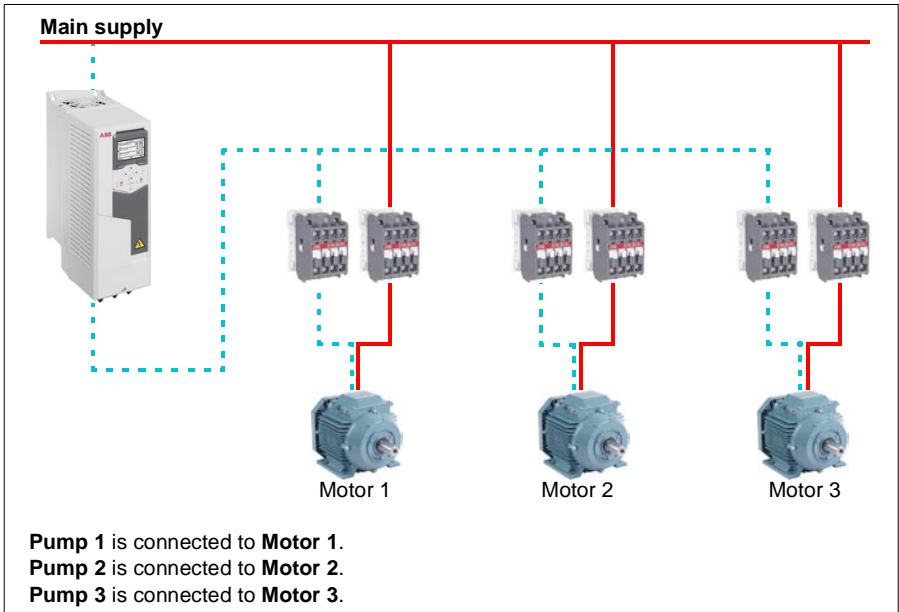 Main supply
ABB
Motor 1
Motor 2
Motor 3
Pump 1 is connected to Motor 1.
Pump 2 is connected to Motor 2.
Pump 3 is connected to Motor 3.